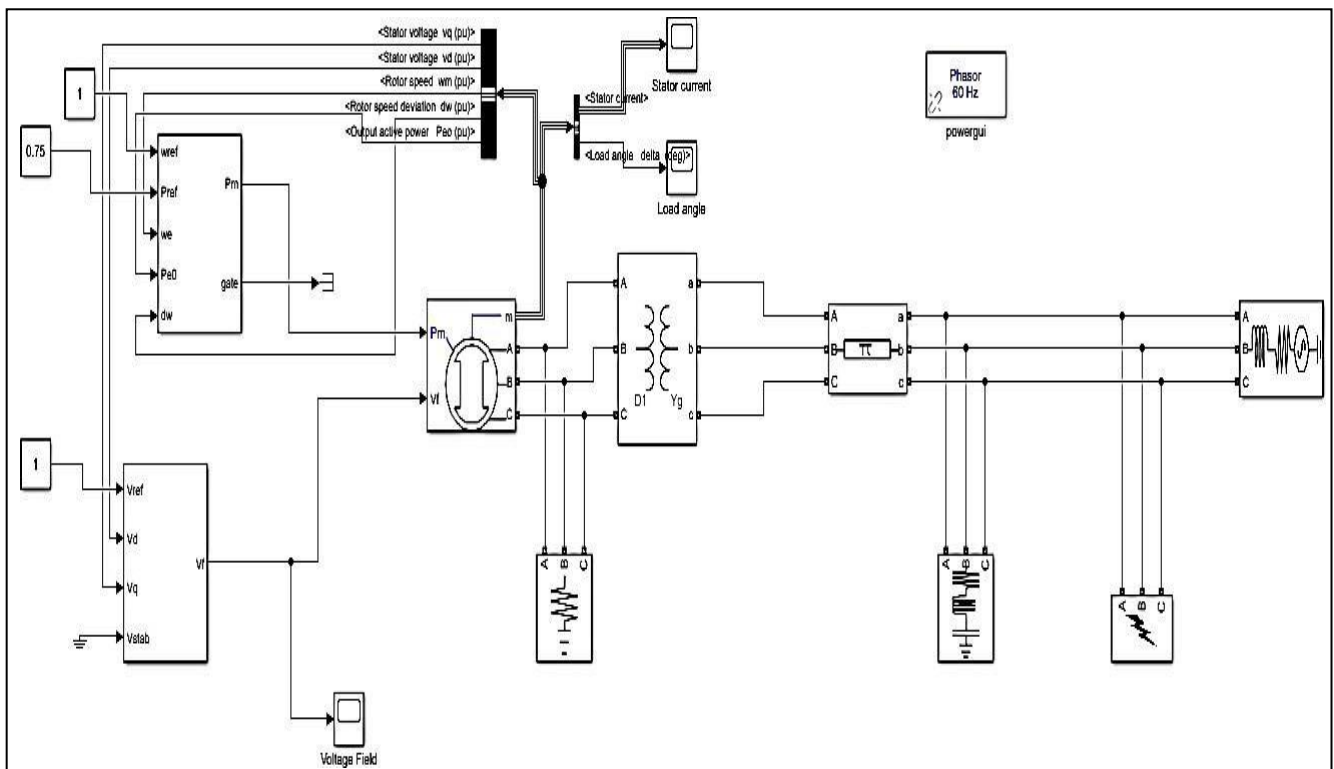 <Stator voltage vq (pu)>
<Stator voltage vd (pu)>
<Rotor speed wm (pu)>
<Rotor speed deviation dw (pu)>
<Output active power Peo (pu)>
<Stator current>
<Load angle delta (deg)>
Stator current
Load angle
Phasor
60 Hz
powergui
1
0.75
wref
Pref
we
Pe0
dw
Pm
gate
Pm
Vf
m
A
B
C
A
B
C
D1
Yg
a
b
c
A
B
C
π
a
b
c
A
B
C
1
Vref
Vd
Vq
Vstab
Vf
A
B
C
A
B
C
A
B
C
Voltage Field